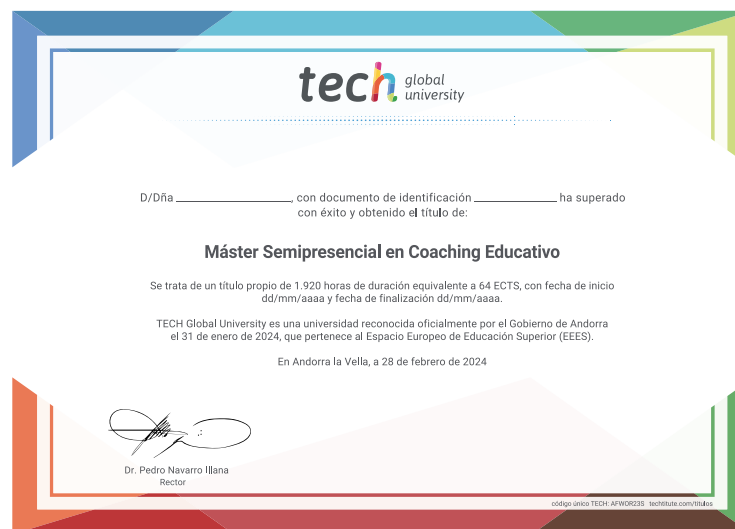 tech global
university
D/Dña ____________________, con documento de identificación ______________ ha superado
con éxito y obtenido el título de:
Máster Semipresencial en Coaching Educativo
Se trata de un título propio de 1.920 horas de duración equivalente a 64 ECTS, con fecha de inicio
dd/mm/aaaa y fecha de finalización dd/mm/aaaa.
TECH Global University es una universidad reconocida oficialmente por el Gobierno de Andorra
el 31 de enero de 2024, que pertenece al Espacio Europeo de Educación Superior (EEES).
En Andorra la Vella, a 28 de febrero de 2024
Dr. Pedro Navarro Illana
Rector
código único TECH: AFWOR23S techtitute.com/títulos